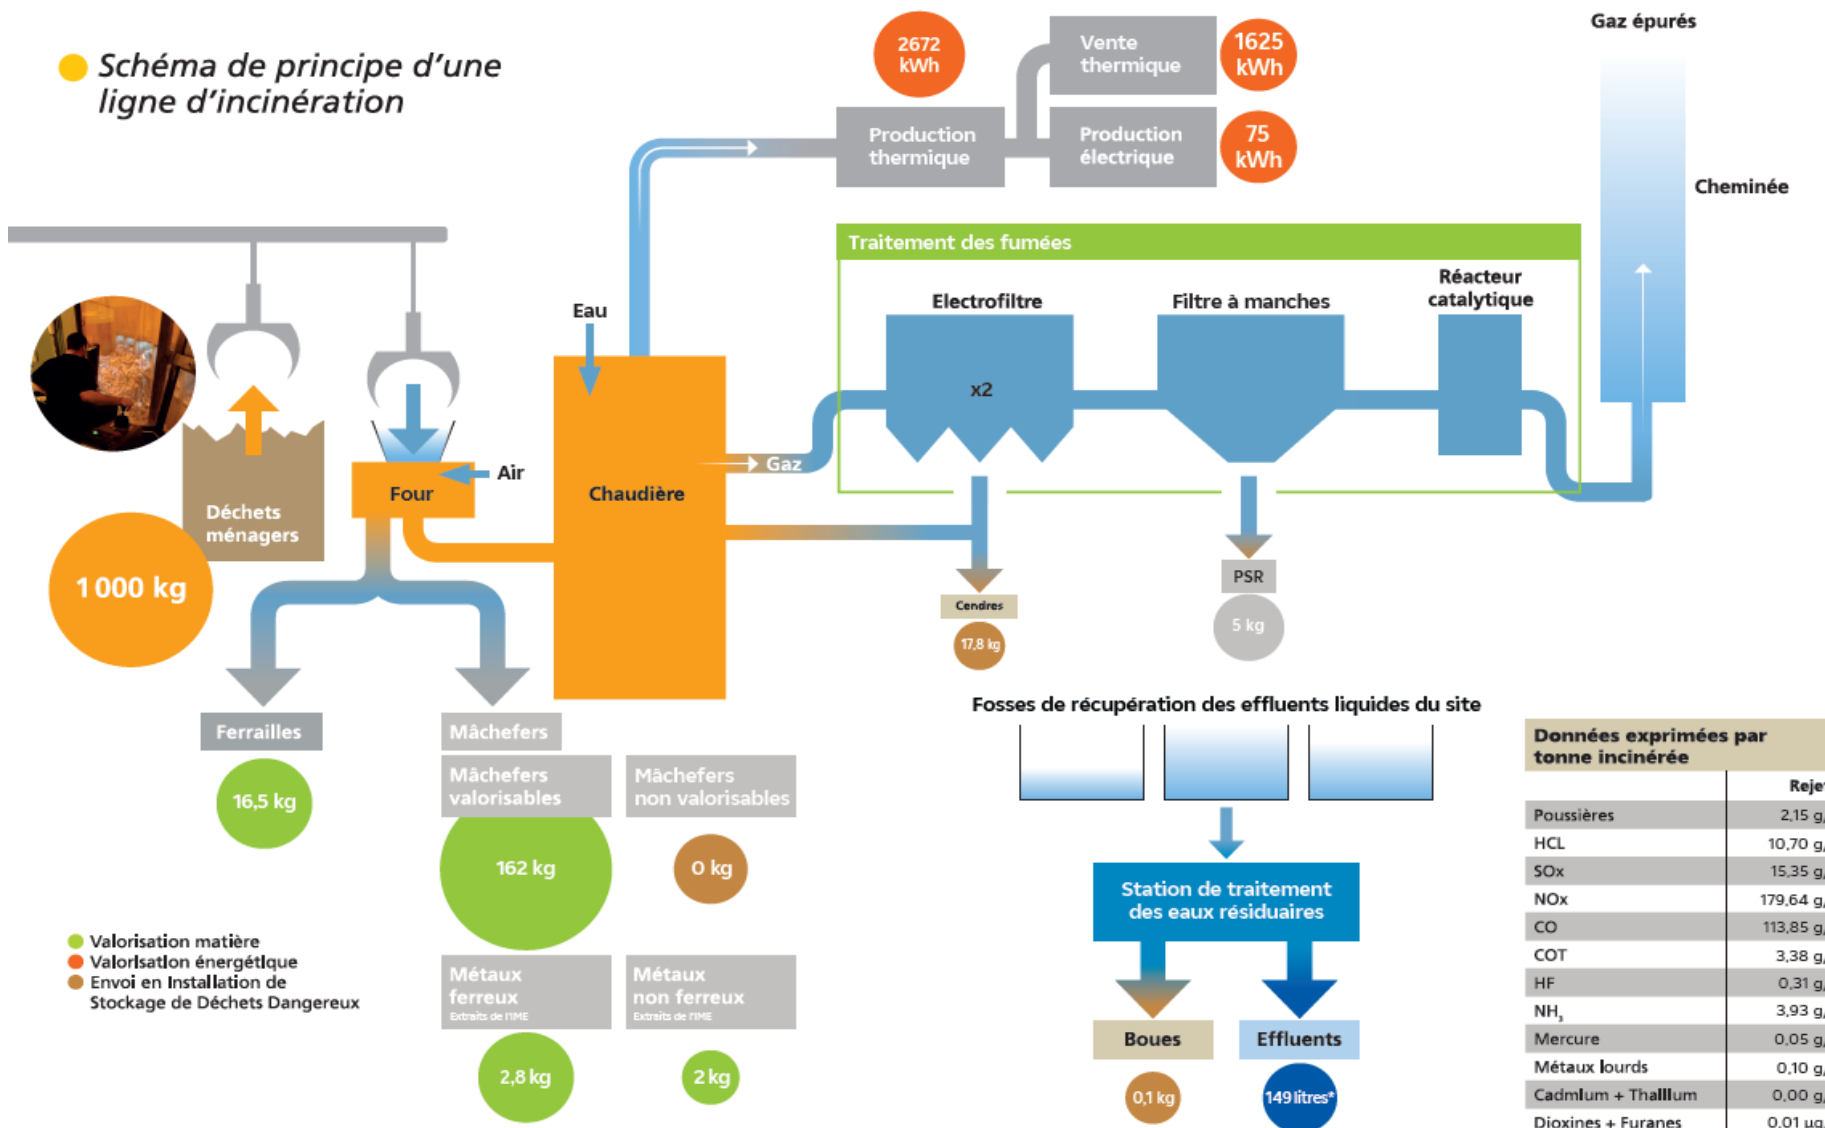 Schéma de principe d’une
ligne d’incinération
2672
kWh
Vente
thermique
1625
kWh
Production
thermique
Production
électrique
75
kWh
Gaz épurés
Cheminée
Traitement des fumées
Electrofiltre
Filtre à manches
Réacteur
catalytique
x2
Eau
Air
Four
Chaudière
Gaz
Déchets
ménagers
1 000 kg
Cendres
17,8 kg
PSR
5 kg
Ferrailles
16,5 kg
Mâchefers
Mâchefers
valorisables
162 kg
Mâchefers
non valorisables
0 kg
Métaux
ferreux
Extraits de l'IME
2,8 kg
Métaux
non ferreux
Extraits de l'IME
2 kg
Valorisation matière
Valorisation énergétique
Envoi en Installation de
Stockage de Déchets Dangereux
Fosses de récupération des effluents liquides du site
Station de traitement
des eaux résiduaires
Boues
0,1 kg
Effluents
149 litres*
Données exprimées par
tonne incinérée
Poussières 2,15 g/
HCL 10,70 g/
SOx 15,35 g/
NOx 179,64 g/
CO 113,85 g/
COT 3,38 g/
HF 0,31 g/
NH₃ 3,93 g/
Mercure 0,05 g/
Métaux lourds 0,10 g/
Cadmium + Thallium 0,00 g/
Dioxines + Furanes 0,01 µg/